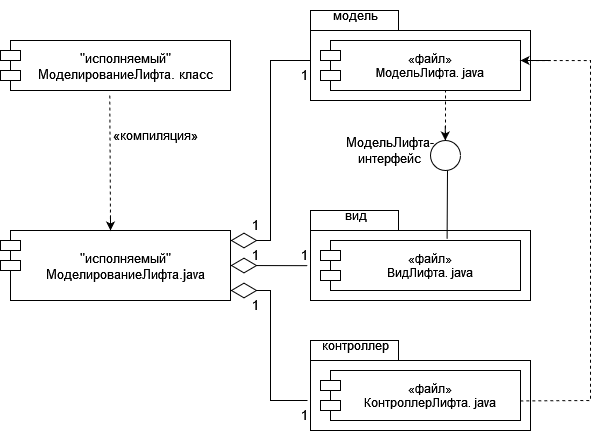 модель
"исполняемый"
МоделированиеЛифта. класс
«файл»
МодельЛифта. java
1
«компиляция»
МодельЛифта-
интерфейс
вид
1
"исполняемый"
МоделированиеЛифта.java
1
1
«файл»
ВидЛифта. java
1
контроллер
«файл»
КонтроллерЛифта. java
1